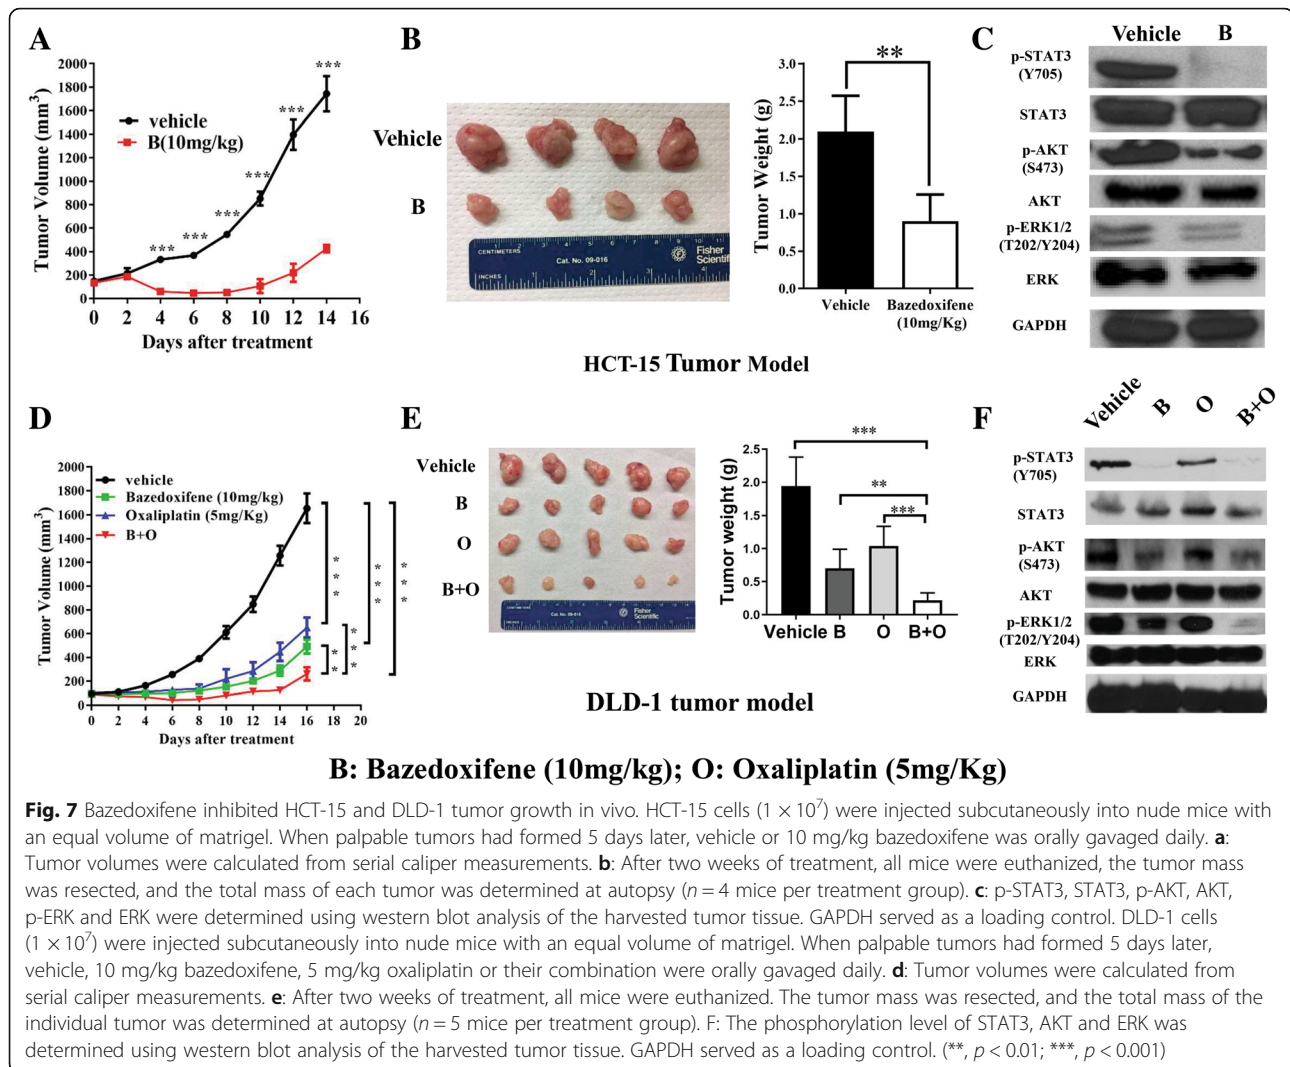 A
Tumor Volume (mm³)
2000
1800
1600
1400
1200
1000
800
600
400
200
0
vehicle
B(10mg/kg)
***
***
***
***
***
***
0 2 4 6 8 10 12 14 16
Days after treatment
B
Vehicle
B
CENTIMETERS
INCHES
Cat. No. 09-016
Fisher
Scientific
Tumor Weight (g)
3.0
2.5
2.0
1.5
1.0
0.5
0.0
**
Vehicle Bazedoxifene
(10mg/Kg)
C
Vehicle B
p-STAT3
(Y705)
STAT3
p-AKT
(S473)
AKT
p-ERK1/2
(T202/Y204)
ERK
GAPDH
HCT-15 Tumor Model
D
Tumor Volume (mm³)
2000
1800
1600
1400
1200
1000
800
600
400
200
0
vehicle
Bazedoxifene (10mg/kg)
Oxaliplatin (5mg/Kg)
B+O
***
***
***
**
***
0 2 4 6 8 10 12 14 16 18 20
Days after treatment
E
Vehicle
B
O
B+O
Cat. No. 09-016
Fisher
Scientific
Tumor weight (g)
2.5
2.0
1.5
1.0
0.5
0.0
***
**
***
Vehicle B O B+O
DLD-1 tumor model
F
Vehicle B O B+O
p-STAT3
(Y705)
STAT3
p-AKT
(S473)
AKT
p-ERK1/2
(T202/Y204)
ERK
GAPDH
B: Bazedoxifene (10mg/kg); O: Oxaliplatin (5mg/Kg)
Fig. 7 Bazedoxifene inhibited HCT-15 and DLD-1 tumor growth in vivo. HCT-15 cells (1 × 10⁷) were injected subcutaneously into nude mice with
an equal volume of matrigel. When palpable tumors had formed 5 days later, vehicle or 10 mg/kg bazedoxifene was orally gavaged daily. a:
Tumor volumes were calculated from serial caliper measurements. b: After two weeks of treatment, all mice were euthanized, the tumor mass
was resected, and the total mass of each tumor was determined at autopsy (n = 4 mice per treatment group). c: p-STAT3, STAT3, p-AKT, AKT,
p-ERK and ERK were determined using western blot analysis of the harvested tumor tissue. GAPDH served as a loading control. DLD-1 cells
(1 × 10⁷) were injected subcutaneously into nude mice with an equal volume of matrigel. When palpable tumors had formed 5 days later,
vehicle, 10 mg/kg bazedoxifene, 5 mg/kg oxaliplatin or their combination were orally gavaged daily. d: Tumor volumes were calculated from
serial caliper measurements. e: After two weeks of treatment, all mice were euthanized. The tumor mass was resected, and the total mass of the
individual tumor was determined at autopsy (n = 5 mice per treatment group). F: The phosphorylation level of STAT3, AKT and ERK was
determined using western blot analysis of the harvested tumor tissue. GAPDH served as a loading control. (**, p < 0.01; ***, p < 0.001)